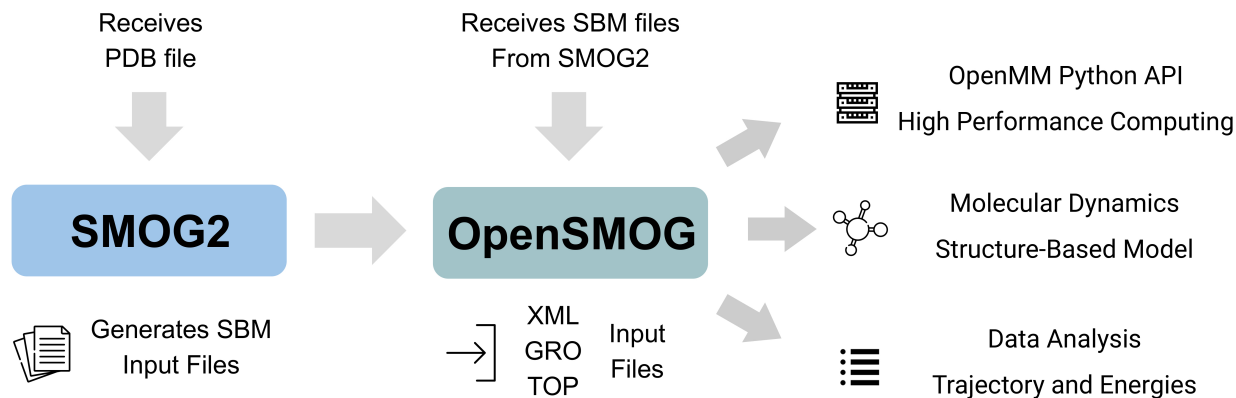 Receives
PDB file
SMOG2
Generates SBM
Input Files
Receives SBM files
From SMOG2
OpenSMOG
XML
GRO
TOP
Input
Files
OpenMM Python API
High Performance Computing
Molecular Dynamics
Structure-Based Model
Data Analysis
Trajectory and Energies